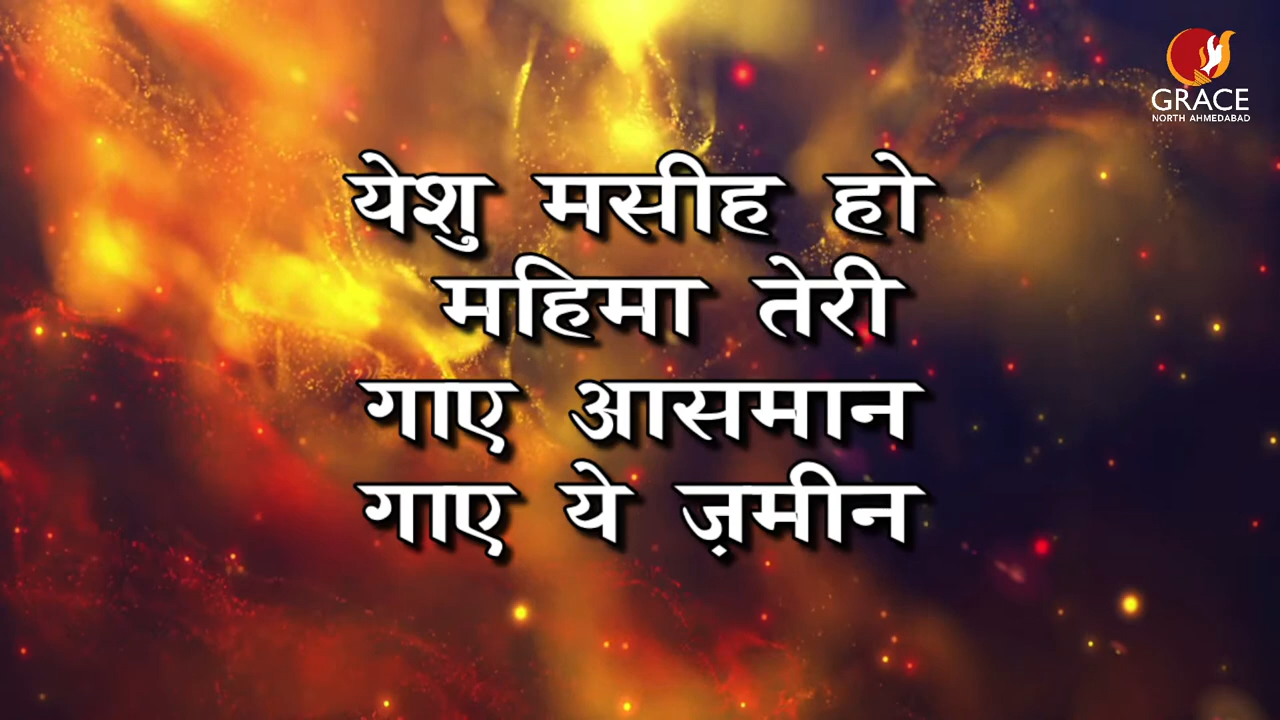 GRACE
NORTH AHMEDABAD
येशु मसीह हो
महिमा तेरी
गाए आसमान
गाए ये ज़मीन